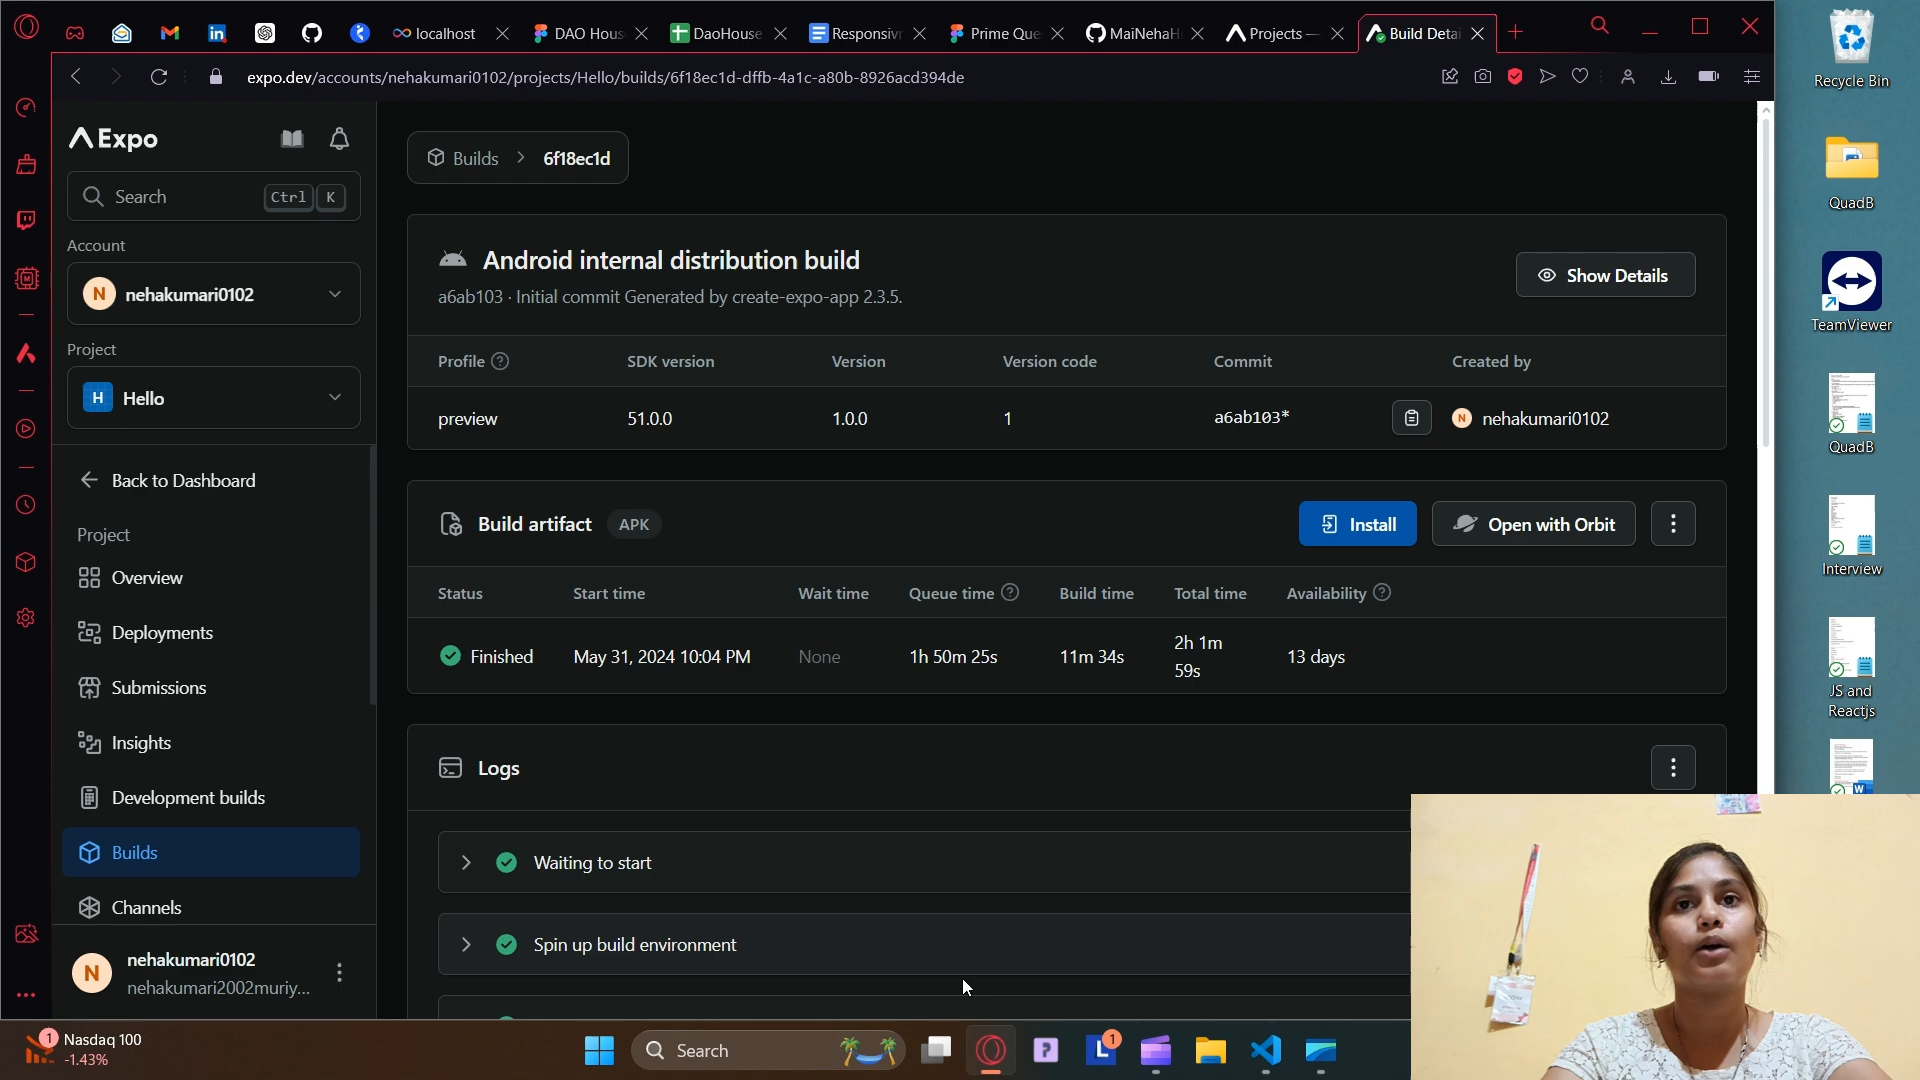 localhost
DAO Hous
DaoHouse
Responsiv
Prime Que
MaiNehaH
Projects —
Build Detai
expo.dev/accounts/nehakumari0102/projects/Hello/builds/6f18ec1d-dffb-4a1c-a80b-8926acd394de
Expo
Search Ctrl K
Account
N nehakumari0102
Project
H Hello
Back to Dashboard
Project
Overview
Deployments
Submissions
Insights
Development builds
Builds
Channels
N nehakumari0102
nehakumari2002muriy...
Builds > 6f18ec1d
Android internal distribution build
a6ab103 · Initial commit Generated by create-expo-app 2.3.5.
Show Details
Profile SDK version Version Version code Commit Created by
preview 51.0.0 1.0.0 1 a6ab103* N nehakumari0102
Build artifact APK
Install
Open with Orbit
Status Start time Wait time Queue time Build time Total time Availability
Finished May 31, 2024 10:04 PM None 1h 50m 25s 11m 34s 2h 1m 59s 13 days
Logs
Waiting to start
Spin up build environment
Recycle Bin
QuadB
TeamViewer
QuadB
Interview
JS and
Reactjs
1
Nasdaq 100
-1.43%
Search
L 1